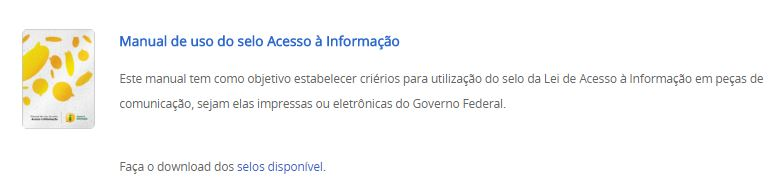 Manual de uso do selo Acesso à Informação
Este manual tem como objetivo estabelecer criérios para utilização do selo da Lei de Acesso à Informação em peças de
comunicação, sejam elas impressas ou eletrônicas do Governo Federal.
Faça o download dos selos disponível.